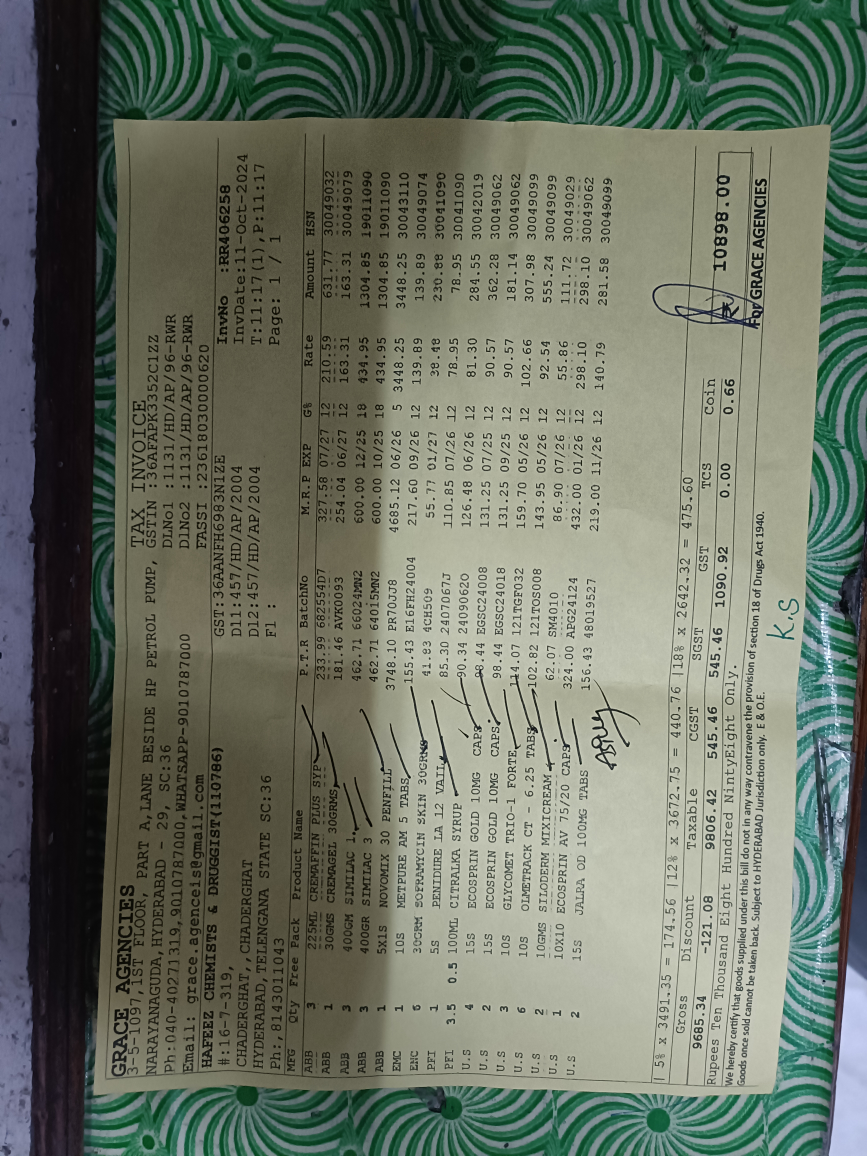 TAX INVOICE
GRACE AGENCIES
3-5-1097,1ST FLOOR, PART A,LANE BESIDE HP PETROL PUMP, GSTIN :36AFAPK3352C1ZZ
NARAYANAGUDA,HYDERABAD - 29, SC:36 DLNo1 :1131/HD/AP/96-RWR
Ph:040-40271319,9010787000,WHATSAPP-9010787000 DLNo2 :1131/HD/AP/96-RWR
Email: grace.agenceis@gmail.com FASSI :23618030000620
HAFEEZ CHEMISTS & DRUGGIST(110786) GST:36AANFH6983N1ZE InvNo :RR406258
#:16-7-319, D11:457/HD/AP/2004 InvDate:11-Oct-2024
CHADERGHAT,,CHADERGHAT D12:457/HD/AP/2004 T:11:17(1),P:11:17
HYDERABAD,TELENGANA STATE SC:36 Fl : Page: 1 / 1
Ph:,8143011043
MFG Qty Free Pack Product Name P.T.R BatchNo M.R.P EXP G% Rate Amount HSN
ABB 3 225ML CREMAFFIN PLUS SYP 233.99 682554D7 327.58 07/27 12 210.59 631.77 30049032
ABB 1 30GMS CREMAGEL 30GRMS 181.46 AVK0093 254.04 06/27 12 163.31 163.31 30049079
ABB 3 400GM SIMILAC 1 462.71 66024MN2 600.00 12/25 18 434.95 1304.85 19011090
ABB 3 400GR SIMILAC 3 462.71 64015MN2 600.00 10/25 18 434.95 1304.85 19011090
ABB 1 5X1S NOVOMIX 30 PENFILL 3748.10 PR70JJ8 4685.12 06/26 5 3448.25 3448.25 30043110
EMC 1 10S METPURE AM 5 TABS 155.43 E16FH24004 217.60 09/26 12 139.89 139.89 30049074
ENC 6 30GRM SOFRAMYCIN SKIN 30GRMS 41.83 4CH509 55.77 01/27 12 38.48 230.88 30041090
PFI 1 5S PENIDURE LA 12 VAIL 85.30 2407067J 110.85 07/26 12 78.95 78.95 30041090
PFI 3.5 0.5 100ML CITRALKA SYRUP 90.34 24090620 126.48 06/26 12 81.30 284.55 30042019
U.S 4 15S ECOSPRIN GOLD 10MG CAPS 98.44 EGSC24008 131.25 07/25 12 90.57 362.28 30049062
U.S 2 15S ECOSPRIN GOLD 10MG CAPS 98.44 EGSC24018 131.25 09/25 12 90.57 181.14 30049062
U.S 3 10S GLYCOMET TRIO-1 FORTE 114.07 121TGF032 159.70 05/26 12 102.66 307.98 30049099
U.S 6 10S OLMETRACK CT - 6.25 TABS 102.82 121TOS008 143.95 05/26 12 92.54 555.24 30049099
U.S 2 10GMS SILODERM MIXICREAM 62.07 SM4010 86.90 07/26 12 55.86 111.72 30049029
U.S 1 10X10 ECOSPRIN AV 75/20 CAPS 324.00 APG24124 432.00 01/26 12 298.10 298.10 30049062
U.S 2 15S JALRA OD 100MG TABS 156.43 48019527 219.00 11/26 12 140.79 281.58 30049099
| 5% x 3491.35 = 174.56 |12% x 3672.75 = 440.76 |18% x 2642.32 = 475.60
Gross Discount Taxable CGST SGST GST TCS Coin
9685.34 -121.08 9806.42 545.46 545.46 1090.92 0.00 0.66 10898.00
Rupees Ten Thousand Eight Hundred NintyEight Only.
We hereby certify that goods supplied under this bill do not in any way contravene the provision of section 18 of Drugs Act 1940.
Goods once sold cannot be taken back. Subject to HYDERABAD Jurisdiction only. E & O.E. For GRACE AGENCIES
K.S